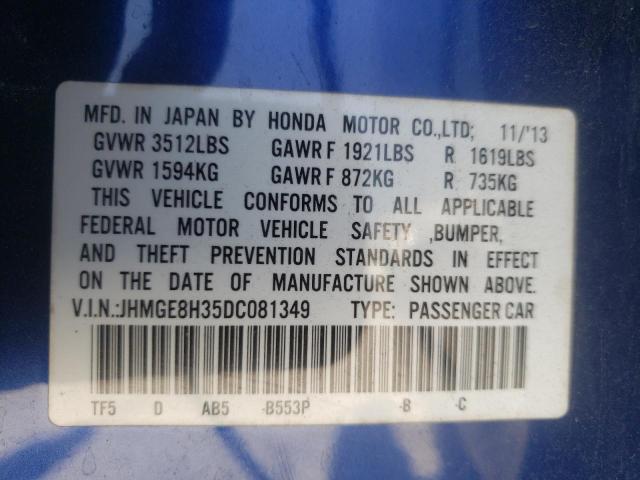 MFD. IN JAPAN BY HONDA MOTOR CO.,LTD; 11/'13
GVWR 3512LBS GAWR F 1921LBS R 1619LBS
GVWR 1594KG GAWR F 872KG R 735KG
THIS VEHICLE CONFORMS TO ALL APPLICABLE
FEDERAL MOTOR VEHICLE SAFETY ,BUMPER,
AND THEFT PREVENTION STANDARDS IN EFFECT
ON THE DATE OF MANUFACTURE SHOWN ABOVE.
V.I.N.:JHMGE8H35DC081349 TYPE: PASSENGER CAR
TF5 D AB5 -B553P -B -C